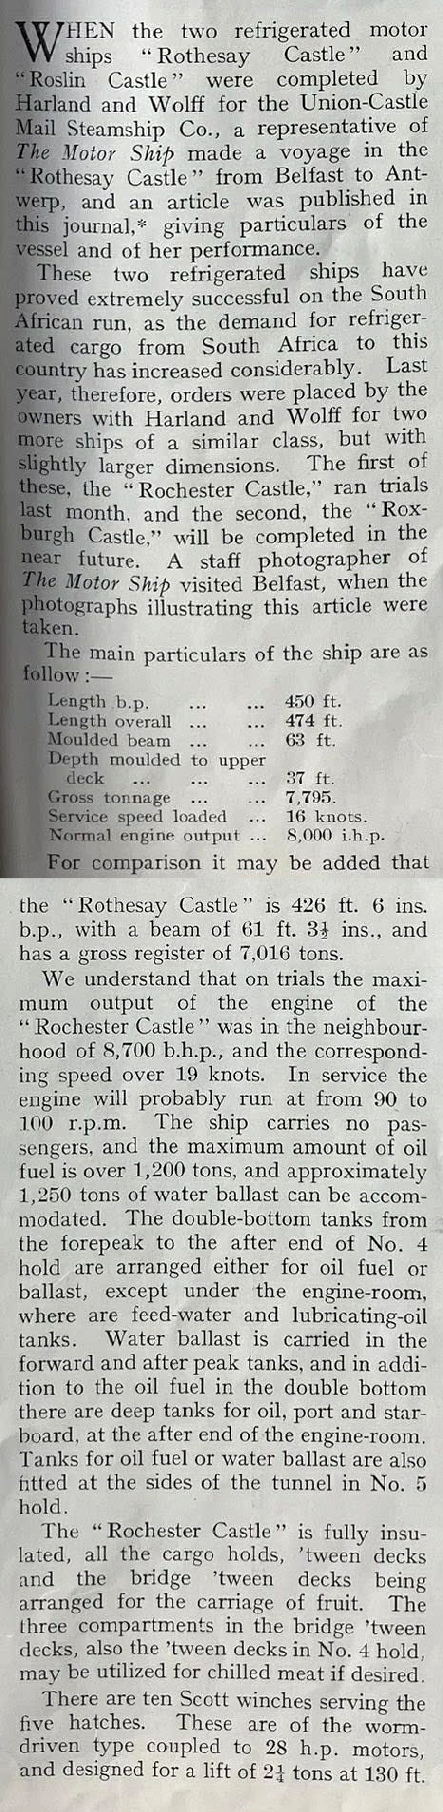 WHEN the two refrigerated motor
ships “Rothesay Castle” and
“Roslin Castle” were completed by
Harland and Wolff for the Union-Castle
Mail Steamship Co., a representative of
The Motor Ship made a voyage in the
“Rothesay Castle” from Belfast to Ant-
werp, and an article was published in
this journal,* giving particulars of the
vessel and of her performance.
These two refrigerated ships have
proved extremely successful on the South
African run, as the demand for refriger-
ated cargo from South Africa to this
country has increased considerably. Last
year, therefore, orders were placed by the
owners with Harland and Wolff for two
more ships of a similar class, but with
slightly larger dimensions. The first of
these, the “Rochester Castle,” ran trials
last month, and the second, the “Rox-
burgh Castle,” will be completed in the
near future. A staff photographer of
The Motor Ship visited Belfast, when the
photographs illustrating this article were
taken.
The main particulars of the ship are as
follow :—
Length b.p. ... ... 450 ft.
Length overall ... ... 474 ft.
Moulded beam ... ... 63 ft.
Depth moulded to upper
deck ... ... ... 37 ft.
Gross tonnage ... ... 7,795.
Service speed loaded ... 16 knots.
Normal engine output ... 8,000 i.h.p.
For comparison it may be added that
the “Rothesay Castle” is 426 ft. 6 ins.
b.p., with a beam of 61 ft. 3½ ins., and
has a gross register of 7,016 tons.
We understand that on trials the maxi-
mum output of the engine of the
“Rochester Castle” was in the neighbour-
hood of 8,700 b.h.p., and the correspond-
ing speed over 19 knots. In service the
engine will probably run at from 90 to
100 r.p.m. The ship carries no pas-
sengers, and the maximum amount of oil
fuel is over 1,200 tons, and approximately
1,250 tons of water ballast can be accom-
modated. The double-bottom tanks from
the forepeak to the after end of No. 4
hold are arranged either for oil fuel or
ballast, except under the engine-room,
where are feed-water and lubricating-oil
tanks. Water ballast is carried in the
forward and after peak tanks, and in addi-
tion to the oil fuel in the double bottom
there are deep tanks for oil, port and star-
board, at the after end of the engine-room.
Tanks for oil fuel or water ballast are also
fitted at the sides of the tunnel in No. 5
hold.
The “Rochester Castle” is fully insu-
lated, all the cargo holds, ’tween decks
and the bridge ’tween decks being
arranged for the carriage of fruit. The
three compartments in the bridge ’tween
decks, also the ’tween decks in No. 4 hold,
may be utilized for chilled meat if desired.
There are ten Scott winches serving the
five hatches. These are of the worm-
driven type coupled to 28 h.p. motors,
and designed for a lift of 2¼ tons at 130 ft.